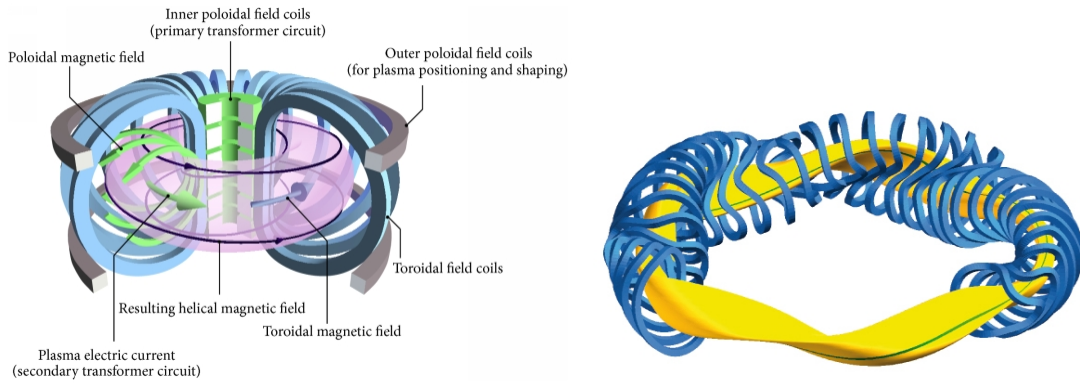 Inner poloidal field coils
(primary transformer circuit)
Poloidal magnetic field
Outer poloidal field coils
(for plasma positioning and shaping)
Toroidal field coils
Resulting helical magnetic field
Toroidal magnetic field
Plasma electric current
(secondary transformer circuit)